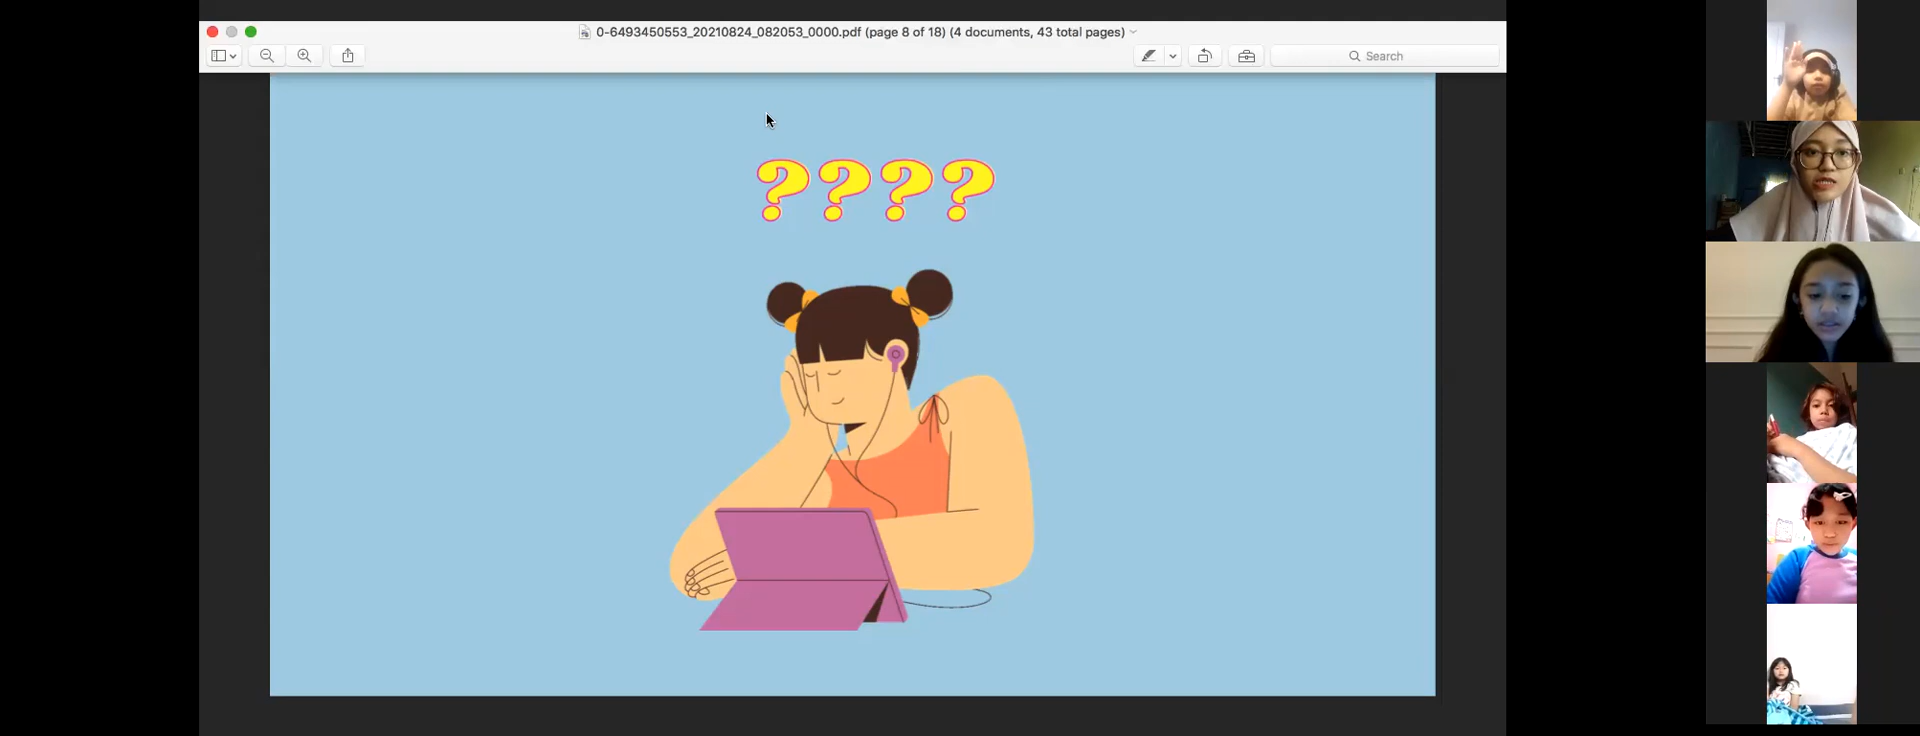 0-6493450553_20210824_082053_0000.pdf (page 8 of 18) (4 documents, 43 total pages)
Search
????